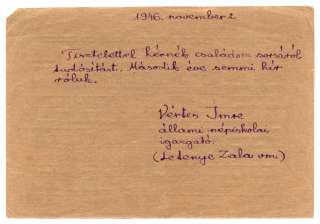 1946. november 2
Tisztelettel kérnék családom sorsáról
tudósítást. Második éve semmi hír
róluk.
Vértes Imre
állami népiskolai
igazgató.
(Letenye Zala vm)